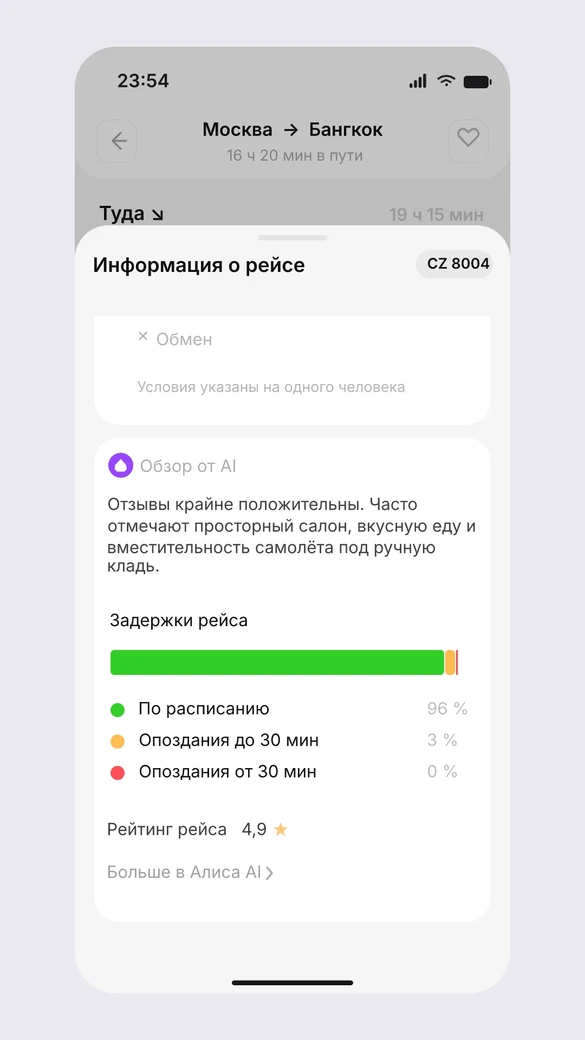 23:54
Москва → Бангкок
16 ч 20 мин в пути
Туда ↘ 19 ч 15 мин
Информация о рейсе CZ 8004
× Обмен
Условия указаны на одного человека
Обзор от AI
Отзывы крайне положительны. Часто
отмечают просторный салон, вкусную еду и
вместительность самолёта под ручную
кладь.
Задержки рейса
По расписанию 96 %
Опоздания до 30 мин 3 %
Опоздания от 30 мин 0 %
Рейтинг рейса 4,9 ★
Больше в Алиса AI >